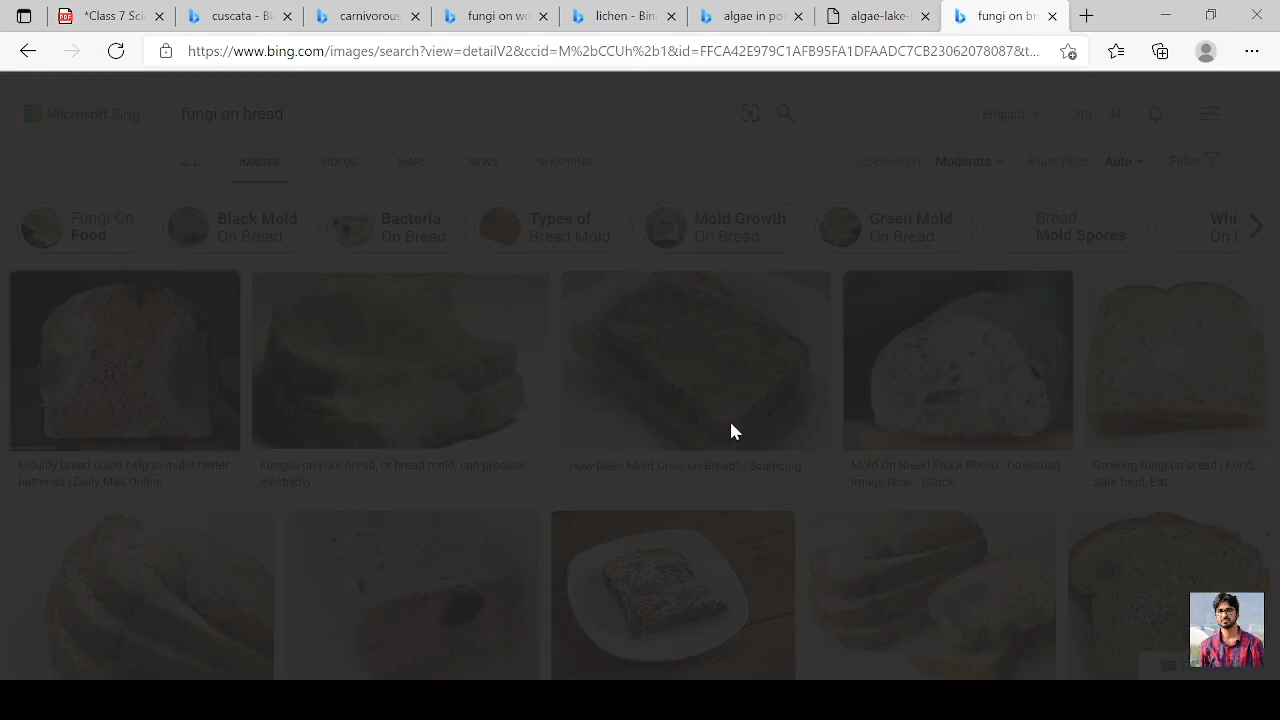 *Class 7 Sci
cuscata - Bi
carnivorous
fungi on wo
lichen - Bing
algae in po
algae-lake-
fungi on br
https://www.bing.com/images/search?view=detailV2&ccid=M%2bCCUh%2b1&id=FFCA42E979C1AFB95FA1DFAADC7CB23062078087&t...
Microsoft Bing
fungi on bread
English
Jitu
ALL
IMAGES
VIDEOS
MAPS
NEWS
SHOPPING
SafeSearch
Moderate
Page titles
Auto
Filter
Fungi On
Food
Black Mold
On Bread
Bacteria
On Bread
Types of
Bread Mold
Mold Growth
On Bread
Green Mold
On Bread
Bread
Mold Spores
Whi
On B
Mouldy bread could help to make better
batteries | Daily Mail Online
Fungus on your bread, or bread mold, can produce
electricity
How Does Mold Grow on Bread? | Sciencing
Mold On Bread Stock Photo - Download
Image Now - iStock
Growing fungi on bread | Food,
Safe food, Eat